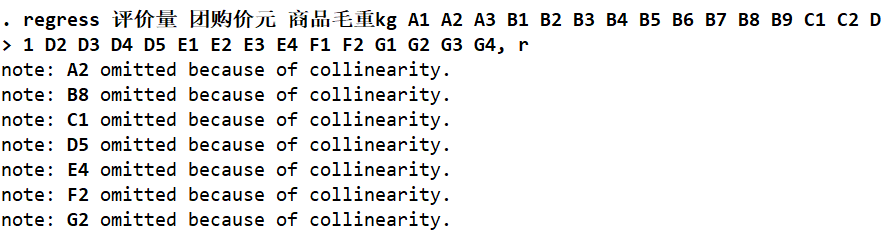 . regress 评价量 团购价元 商品毛重kg A1 A2 A3 B1 B2 B3 B4 B5 B6 B7 B8 B9 C1 C2 D
> 1 D2 D3 D4 D5 E1 E2 E3 E4 F1 F2 G1 G2 G3 G4, r
note: A2 omitted because of collinearity.
note: B8 omitted because of collinearity.
note: C1 omitted because of collinearity.
note: D5 omitted because of collinearity.
note: E4 omitted because of collinearity.
note: F2 omitted because of collinearity.
note: G2 omitted because of collinearity.